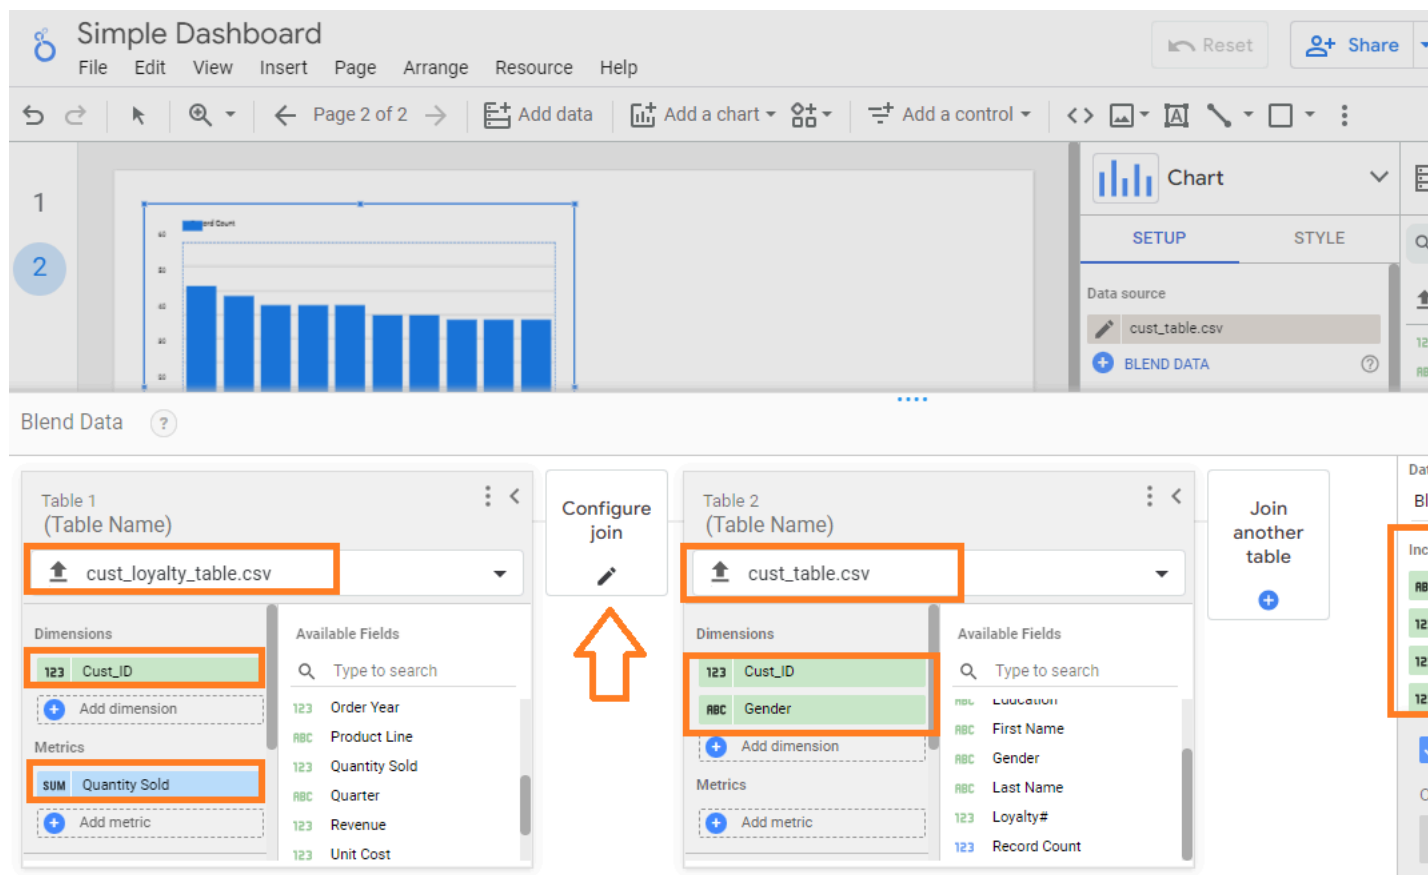 Simple Dashboard
File Edit View Insert Page Arrange Resource Help
Reset
Share
Page 2 of 2
Add data
Add a chart
Add a control
1
2
Chart
SETUP STYLE
Data source
cust_table.csv
BLEND DATA
Blend Data
Table 1
(Table Name)
cust_loyalty_table.csv
Dimensions
123 Cust_ID
Add dimension
Metrics
SUM Quantity Sold
Add metric
Available Fields
Type to search
123 Order Year
ABC Product Line
123 Quantity Sold
ABC Quarter
123 Revenue
123 Unit Cost
Configure
join
Table 2
(Table Name)
cust_table.csv
Dimensions
123 Cust_ID
ABC Gender
Add dimension
Metrics
Add metric
Available Fields
Type to search
ABC Education
ABC First Name
ABC Gender
ABC Last Name
123 Loyalty#
123 Record Count
Join
another
table